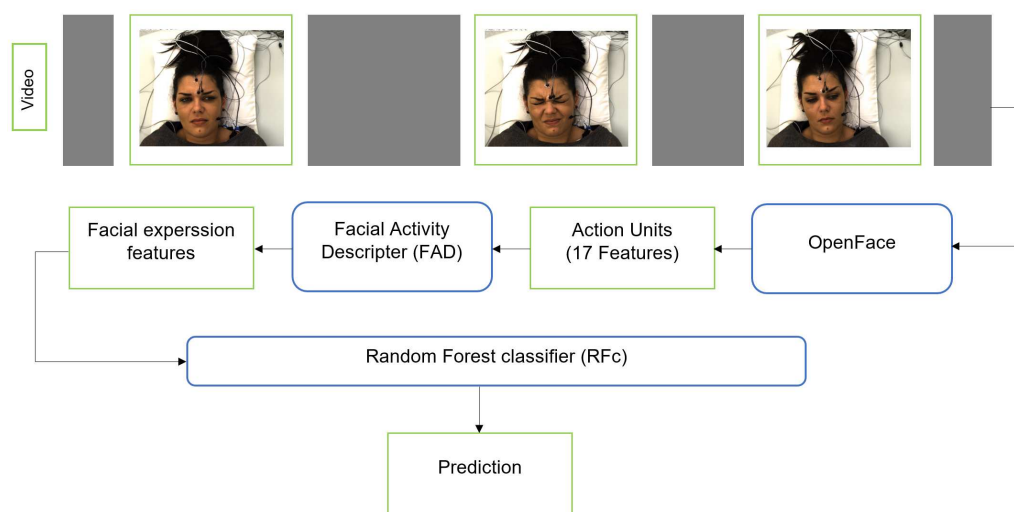 Video
Facial experssion
features
Facial Activity
Descripter (FAD)
Action Units
(17 Features)
OpenFace
Random Forest classifier (RFc)
Prediction